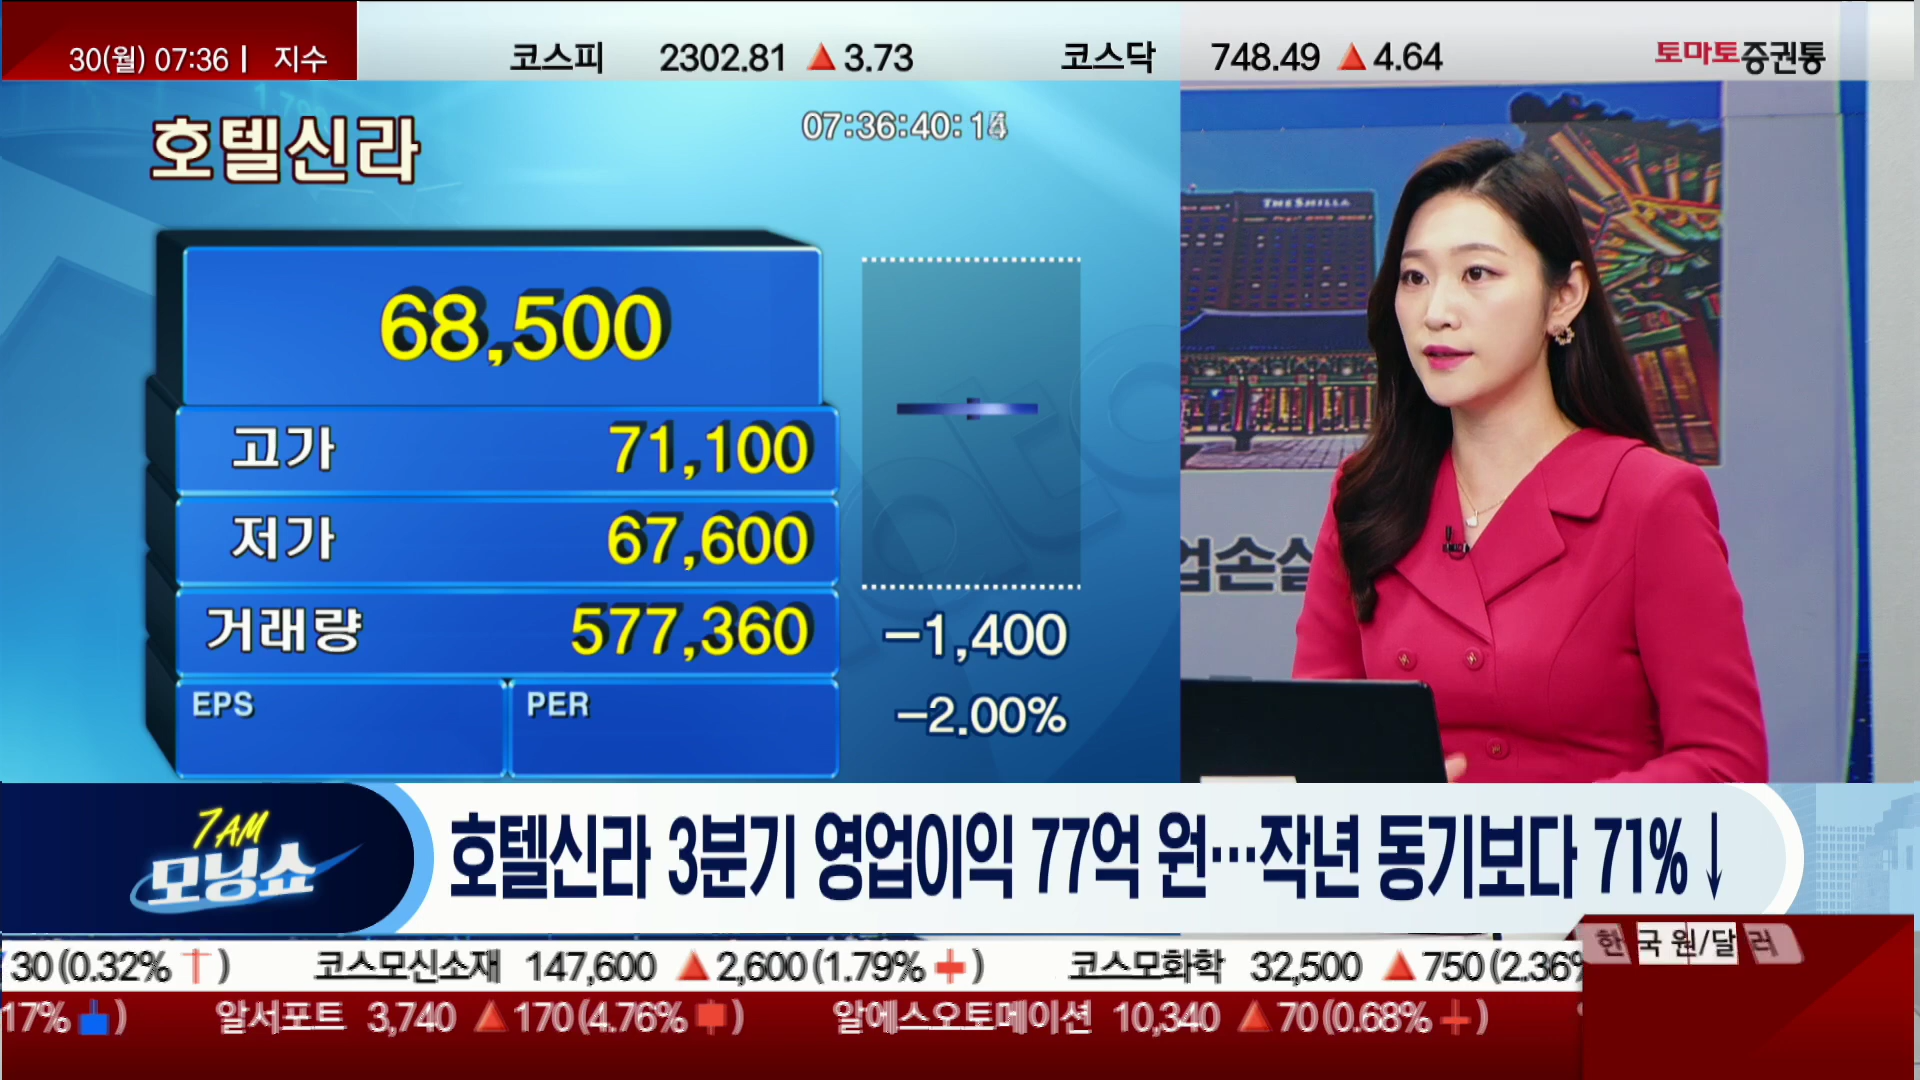 30(월) 07:36 | 지수 코스피 2302.81 ▲ 3.73 코스닥 748.49 ▲ 4.64 토마토증권통
호텔신라
07:36:40:
THE SHILLA
68,500
고가 71,100
저가 67,600
거래량 577,360
-1,400
EPS PER
-2.00%
업손실
7AM
모닝쇼
호텔신라 3분기 영업이익 77억 원…작년 동기보다 71%↓
한국 원/달러
30(0.32% ) 코스모신소재 147,600 ▲2,600(1.79% ) 코스모화학 32,500 ▲750(2.36%
17% ) 알서포트 3,740 ▲170(4.76% ) 알에스오토메이션 10,340 ▲70(0.68% )